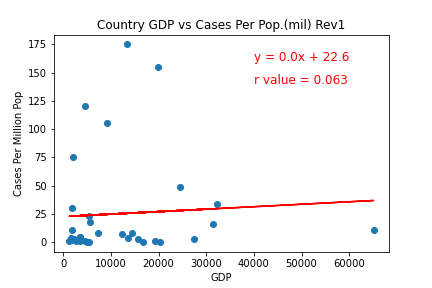 Country GDP vs Cases Per Pop.(mil) Rev1
y = 0.0x + 22.6
r value = 0.063
Cases Per Million Pop
175
150
125
100
75
50
25
0
0 10000 20000 30000 40000 50000 60000
GDP